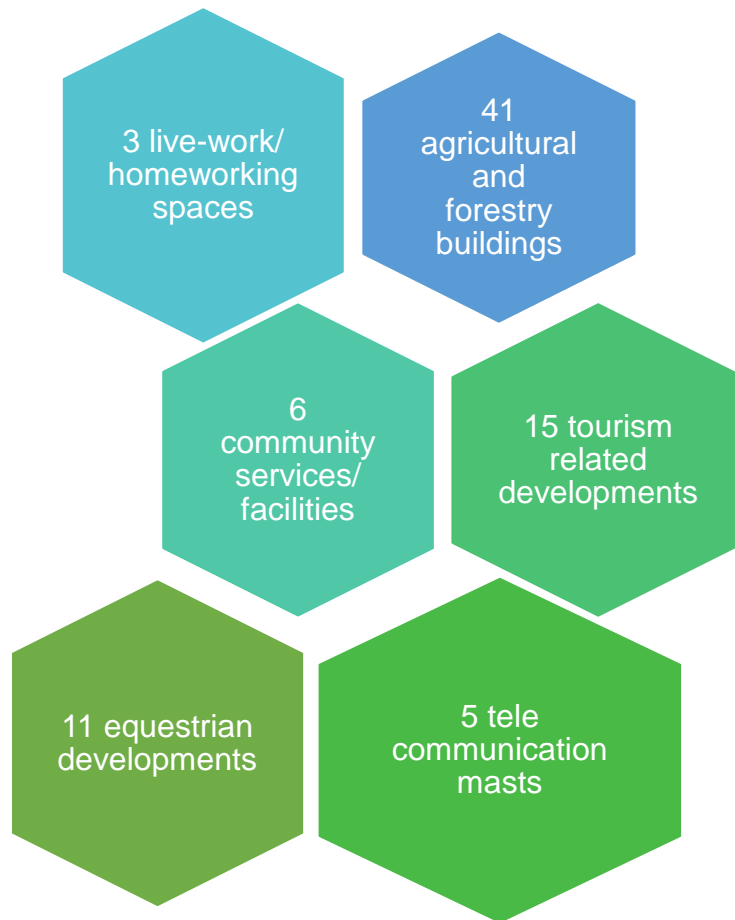 3 live-work/
homeworking
spaces
41
agricultural
and
forestry
buildings
6
community
services/
facilities
15 tourism
related
developments
11 equestrian
developments
5 tele
communication
masts